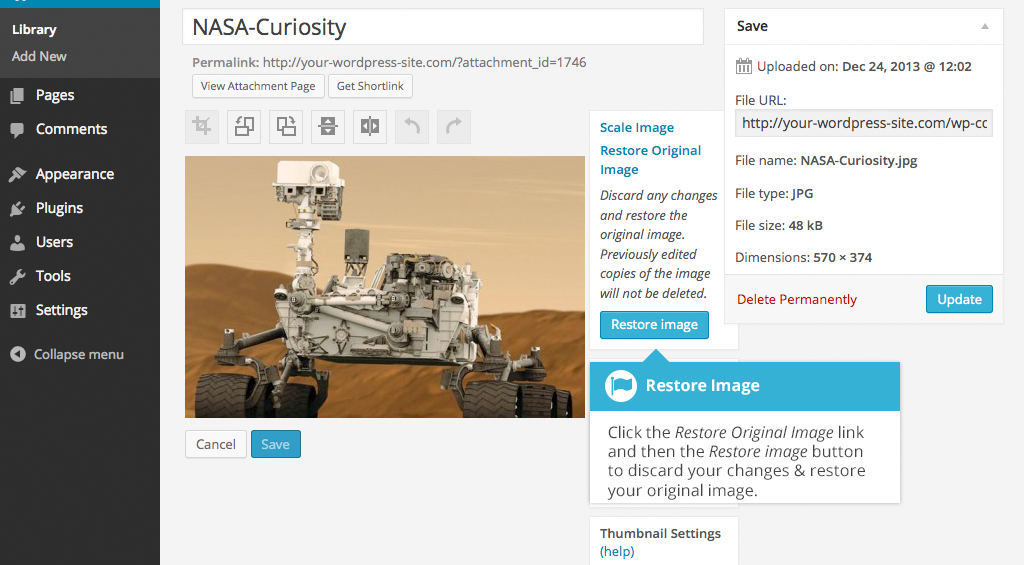 Library
Add New
Pages
Comments
Appearance
Plugins
Users
Tools
Settings
Collapse menu
NASA-Curiosity
Permalink: http://your-wordpress-site.com/?attachment_id=1746
View Attachment Page
Get Shortlink
Cancel
Save
Scale Image
Restore Original
Image
Discard any changes
and restore the
original image.
Previously edited
copies of the image
will not be deleted.
Restore image
Restore Image
Click the Restore Original Image link
and then the Restore image button
to discard your changes & restore
your original image.
Thumbnail Settings
(help)
Save
Uploaded on: Dec 24, 2013 @ 12:02
File URL:
http://your-wordpress-site.com/wp-cc
File name: NASA-Curiosity.jpg
File type: JPG
File size: 48 kB
Dimensions: 570 × 374
Delete Permanently
Update